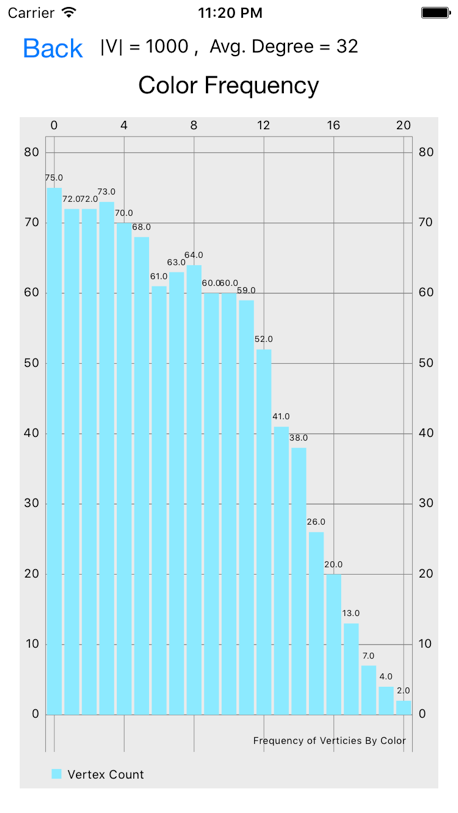 Carrier 11:20 PM
Back |V| = 1000 , Avg. Degree = 32
Color Frequency
0 4 8 12 16 20
80 80
75.0 72.0 72.0 73.0 70.0 68.0 61.0 63.0 64.0 60.0 60.0 59.0 52.0 41.0 38.0 26.0 20.0 13.0 7.0 4.0 2.0
70 70
60 60
50 50
40 40
30 30
20 20
10 10
0 0
Frequency of Verticies By Color
Vertex Count